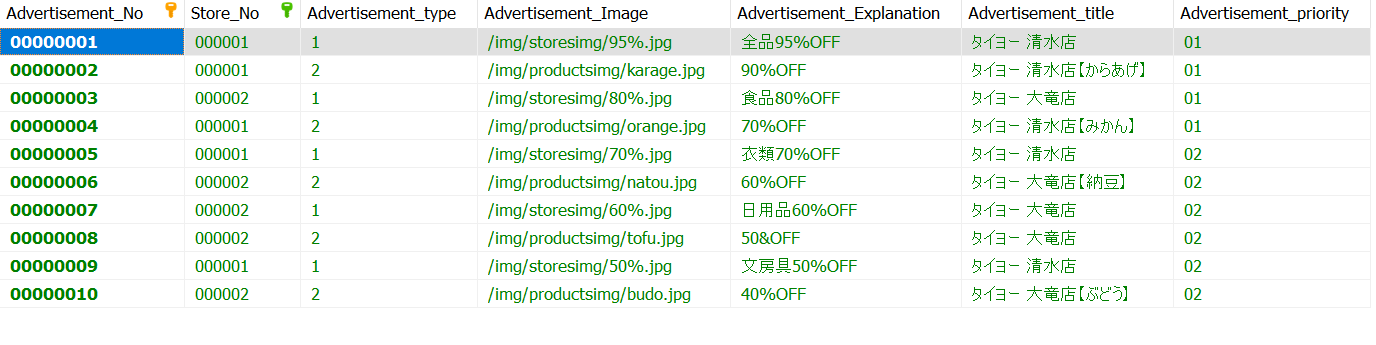 Advertisement_No Store_No Advertisement_type Advertisement_Image Advertisement_Explanation Advertisement_title Advertisement_priority
00000001 000001 1 /img/storesimg/95%.jpg 全品95%OFF タイヨー 清水店 01
00000002 000001 2 /img/productsimg/karage.jpg 90%OFF タイヨー 清水店【からあげ】 01
00000003 000002 1 /img/storesimg/80%.jpg 食品80%OFF タイヨー 大竜店 01
00000004 000001 2 /img/productsimg/orange.jpg 70%OFF タイヨー 清水店【みかん】 01
00000005 000001 1 /img/storesimg/70%.jpg 衣類70%OFF タイヨー 清水店 02
00000006 000002 2 /img/productsimg/natou.jpg 60%OFF タイヨー 大竜店【納豆】 02
00000007 000002 1 /img/storesimg/60%.jpg 日用品60%OFF タイヨー 大竜店 02
00000008 000002 2 /img/productsimg/tofu.jpg 50&OFF タイヨー 大竜店 02
00000009 000001 1 /img/storesimg/50%.jpg 文房具50%OFF タイヨー 清水店 02
00000010 000002 2 /img/productsimg/budo.jpg 40%OFF タイヨー 大竜店【ぶどう】 02